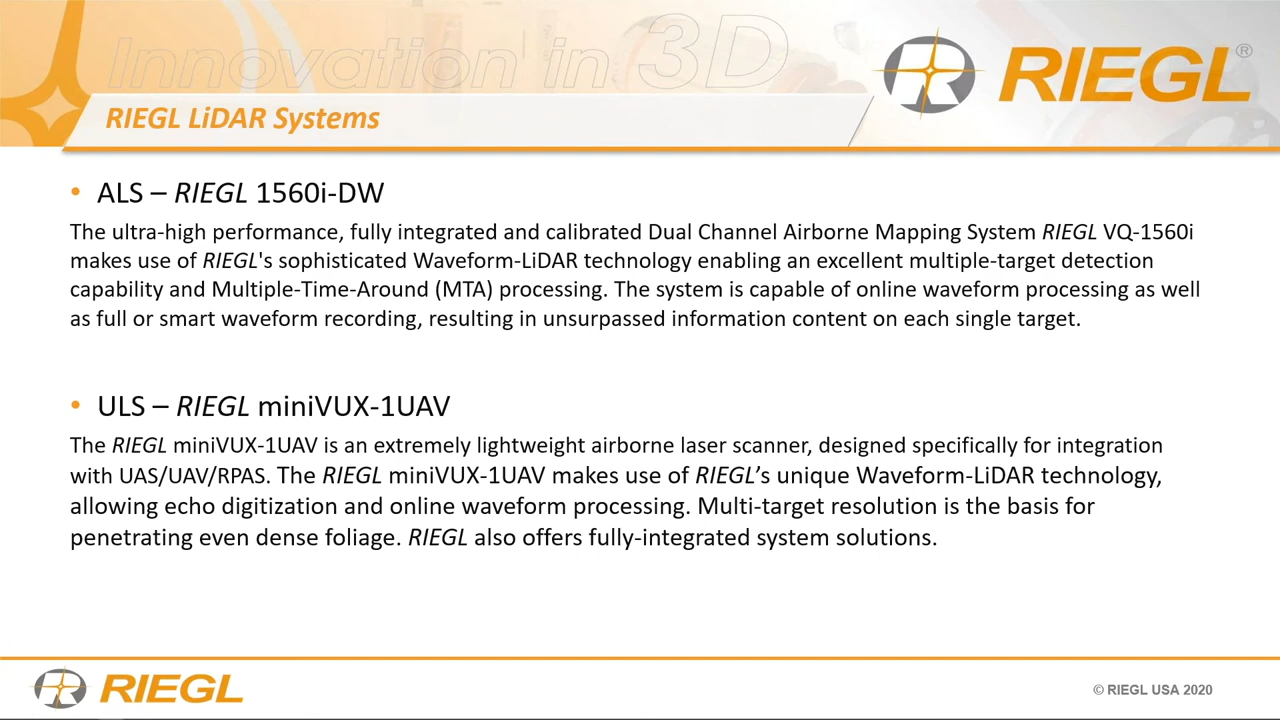 Innovation in 3D
RIEGL®
RIEGL LiDAR Systems
• ALS – RIEGL 1560i-DW
The ultra-high performance, fully integrated and calibrated Dual Channel Airborne Mapping System RIEGL VQ-1560i
makes use of RIEGL's sophisticated Waveform-LiDAR technology enabling an excellent multiple-target detection
capability and Multiple-Time-Around (MTA) processing. The system is capable of online waveform processing as well
as full or smart waveform recording, resulting in unsurpassed information content on each single target.
• ULS – RIEGL miniVUX-1UAV
The RIEGL miniVUX-1UAV is an extremely lightweight airborne laser scanner, designed specifically for integration
with UAS/UAV/RPAS. The RIEGL miniVUX-1UAV makes use of RIEGL’s unique Waveform-LiDAR technology,
allowing echo digitization and online waveform processing. Multi-target resolution is the basis for
penetrating even dense foliage. RIEGL also offers fully-integrated system solutions.
RIEGL
© RIEGL USA 2020